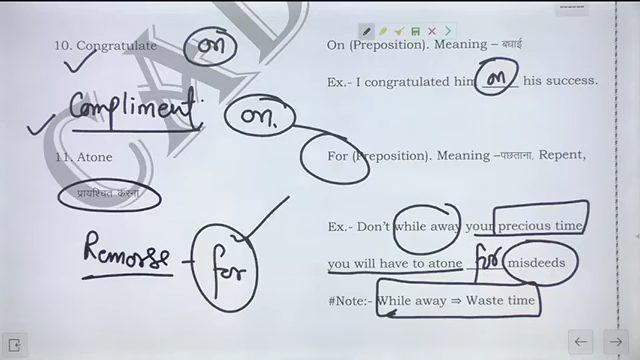 10. Congratulate on
On (Preposition). Meaning – बधाई
Ex.- I congratulated him on his success.
Compliment on.
11. Atone
For (Preposition). Meaning –पछताना, Repent,
प्रायश्चित करना
Ex.- Don't while away your precious time
you will have to atone for misdeeds
Remorse - for
#Note:- While away ⇒ Waste time